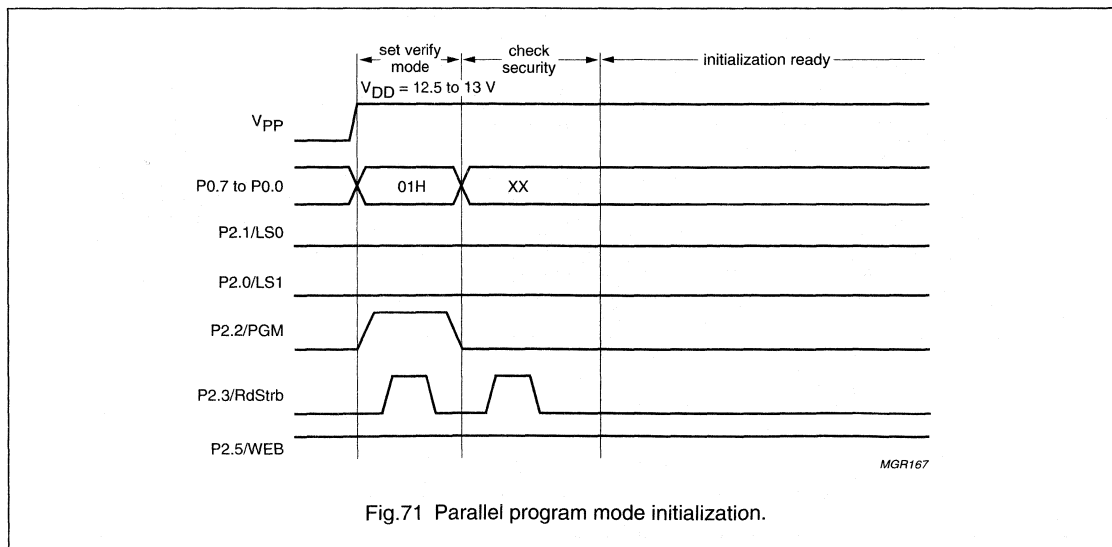 set verify mode
check security
initialization ready
VDD = 12.5 to 13 V
VPP
P0.7 to P0.0
01H
XX
P2.1/LS0
P2.0/LS1
P2.2/PGM
P2.3/RdStrb
P2.5/WEB
MGR167
Fig.71 Parallel program mode initialization.